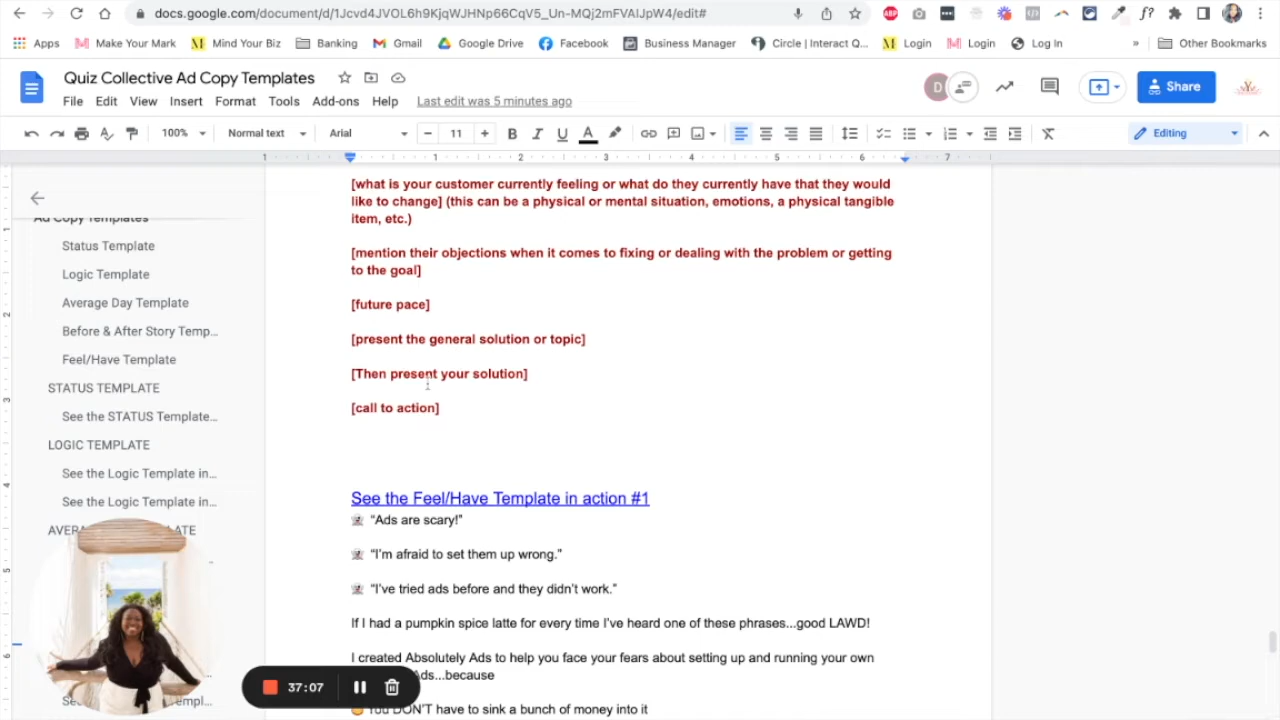 docs.google.com/document/d/1Jcvd4JVOL6h9KjqWJHNp66CqV5_Un-MQj2mFVAIJpW4/edit#
Apps Make Your Mark Mind Your Biz Banking Gmail Google Drive Facebook Business Manager Circle | Interact Q... Login Login Log In » Other Bookmarks
Quiz Collective Ad Copy Templates
File Edit View Insert Format Tools Add-ons Help Last edit was 5 minutes ago
D
Share
100% Normal text Arial 11 Editing
1 1 2 3 4 5 6 7
[what is your customer currently feeling or what do they currently have that they would
like to change] (this can be a physical or mental situation, emotions, a physical tangible
item, etc.)
[mention their objections when it comes to fixing or dealing with the problem or getting
to the goal]
[future pace]
[present the general solution or topic]
[Then present your solution]
[call to action]
See the Feel/Have Template in action #1
"Ads are scary!"
"I'm afraid to set them up wrong."
"I've tried ads before and they didn't work."
If I had a pumpkin spice latte for every time I've heard one of these phrases...good LAWD!
I created Absolutely Ads to help you face your fears about setting up and running your own
Ads...because
You DON'T have to sink a bunch of money into it
Ad Copy Templates
Status Template
Logic Template
Average Day Template
Before & After Story Temp...
Feel/Have Template
STATUS TEMPLATE
See the STATUS Template...
LOGIC TEMPLATE
See the Logic Template in...
See the Logic Template in...
37:07